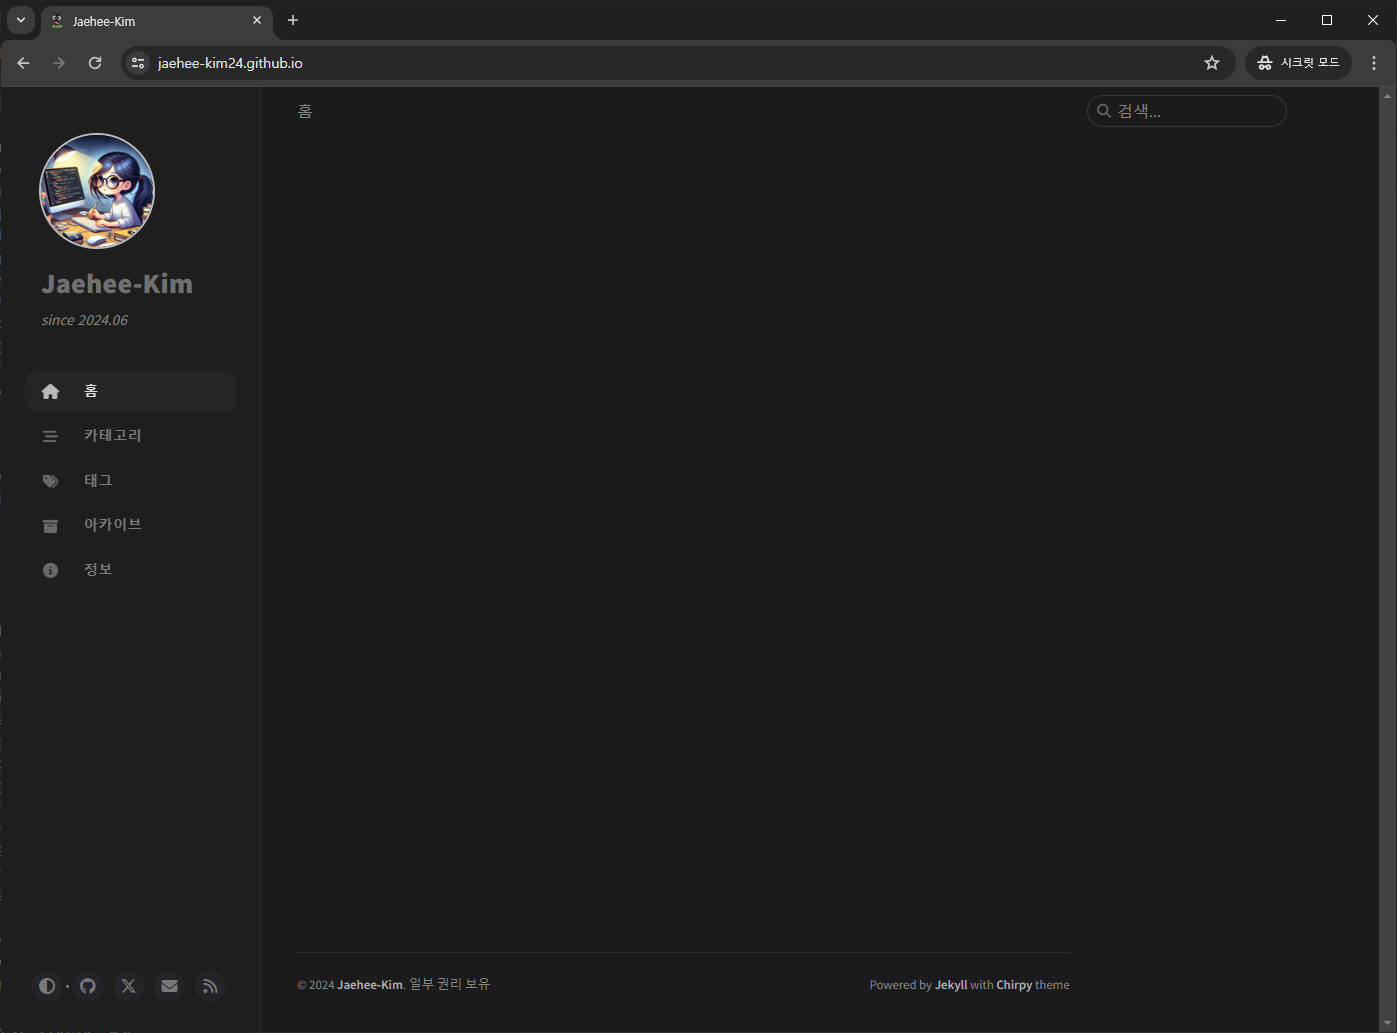 Jaehee-Kim
jaehee-kim24.github.io
시크릿 모드
홈
검색...
Jaehee-Kim
since 2024.06
홈
카테고리
태그
아카이브
정보
© 2024 Jaehee-Kim. 일부 권리 보유
Powered by Jekyll with Chirpy theme